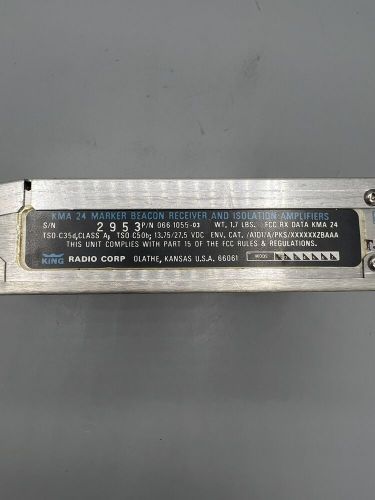 KMA 24 MARKER BEACON RECEIVER AND ISOLATION AMPLIFIERS
S/N 2953 P/N 066 1055-03 WT. 1.7 LBS. FCC RX DATA KMA 24
TSO-C35d, CLASS A, TSO C50b; 13.75/27.5 VDC ENV. CAT. /A1D1/A/PKS/XXXXXXZBAAA
THIS UNIT COMPLIES WITH PART 15 OF THE FCC RULES & REGULATIONS.
KING RADIO CORP OLATHE, KANSAS U.S.A. 66061 MODS